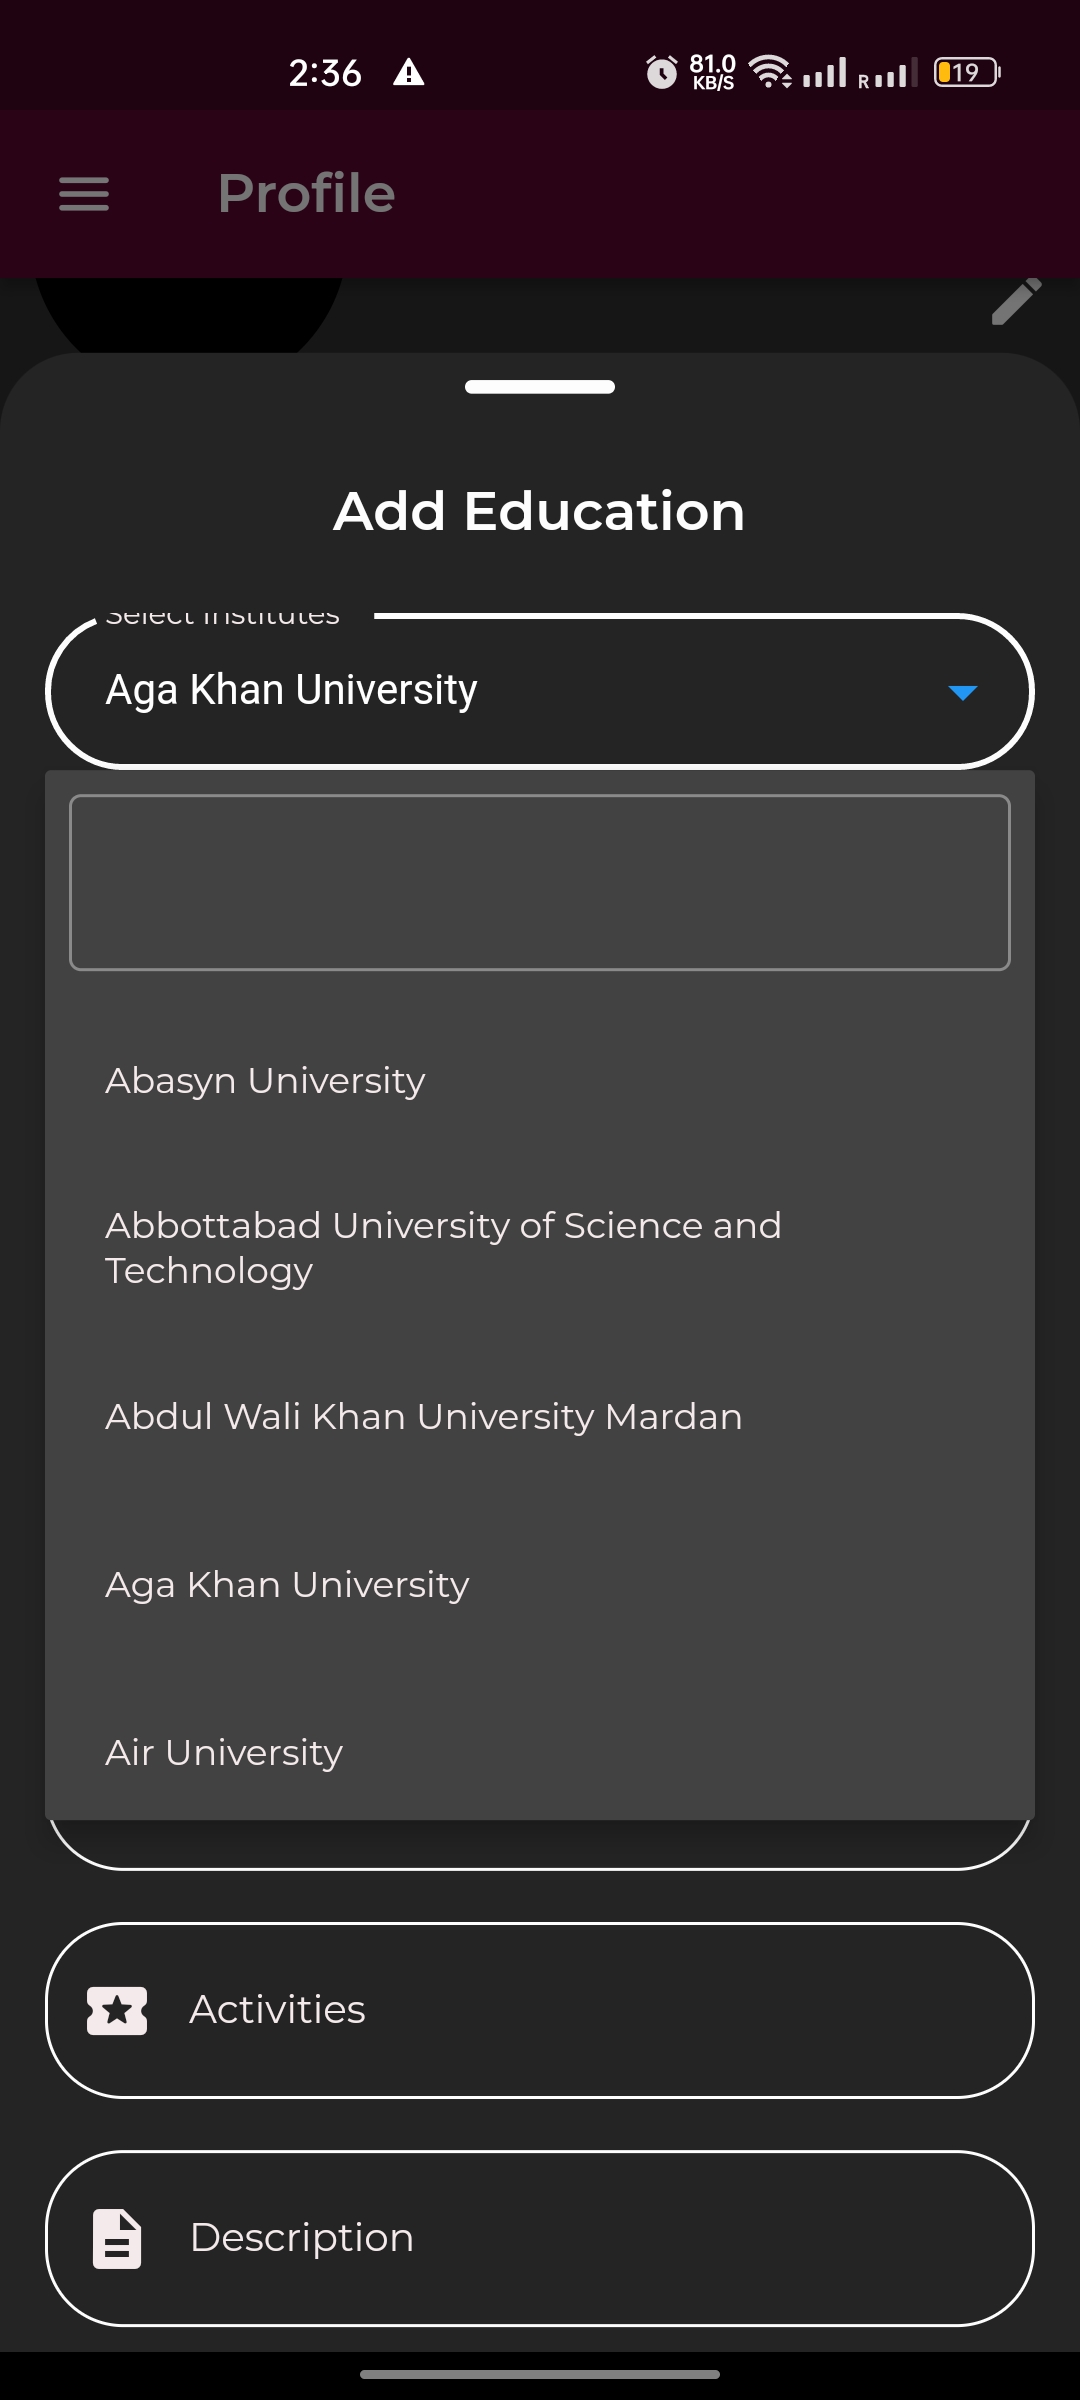 2:36 81.0 KB/S R 19
Profile
Add Education
Select Institutes
Aga Khan University
Abasyn University
Abbottabad University of Science and
Technology
Abdul Wali Khan University Mardan
Aga Khan University
Air University
Activities
Description